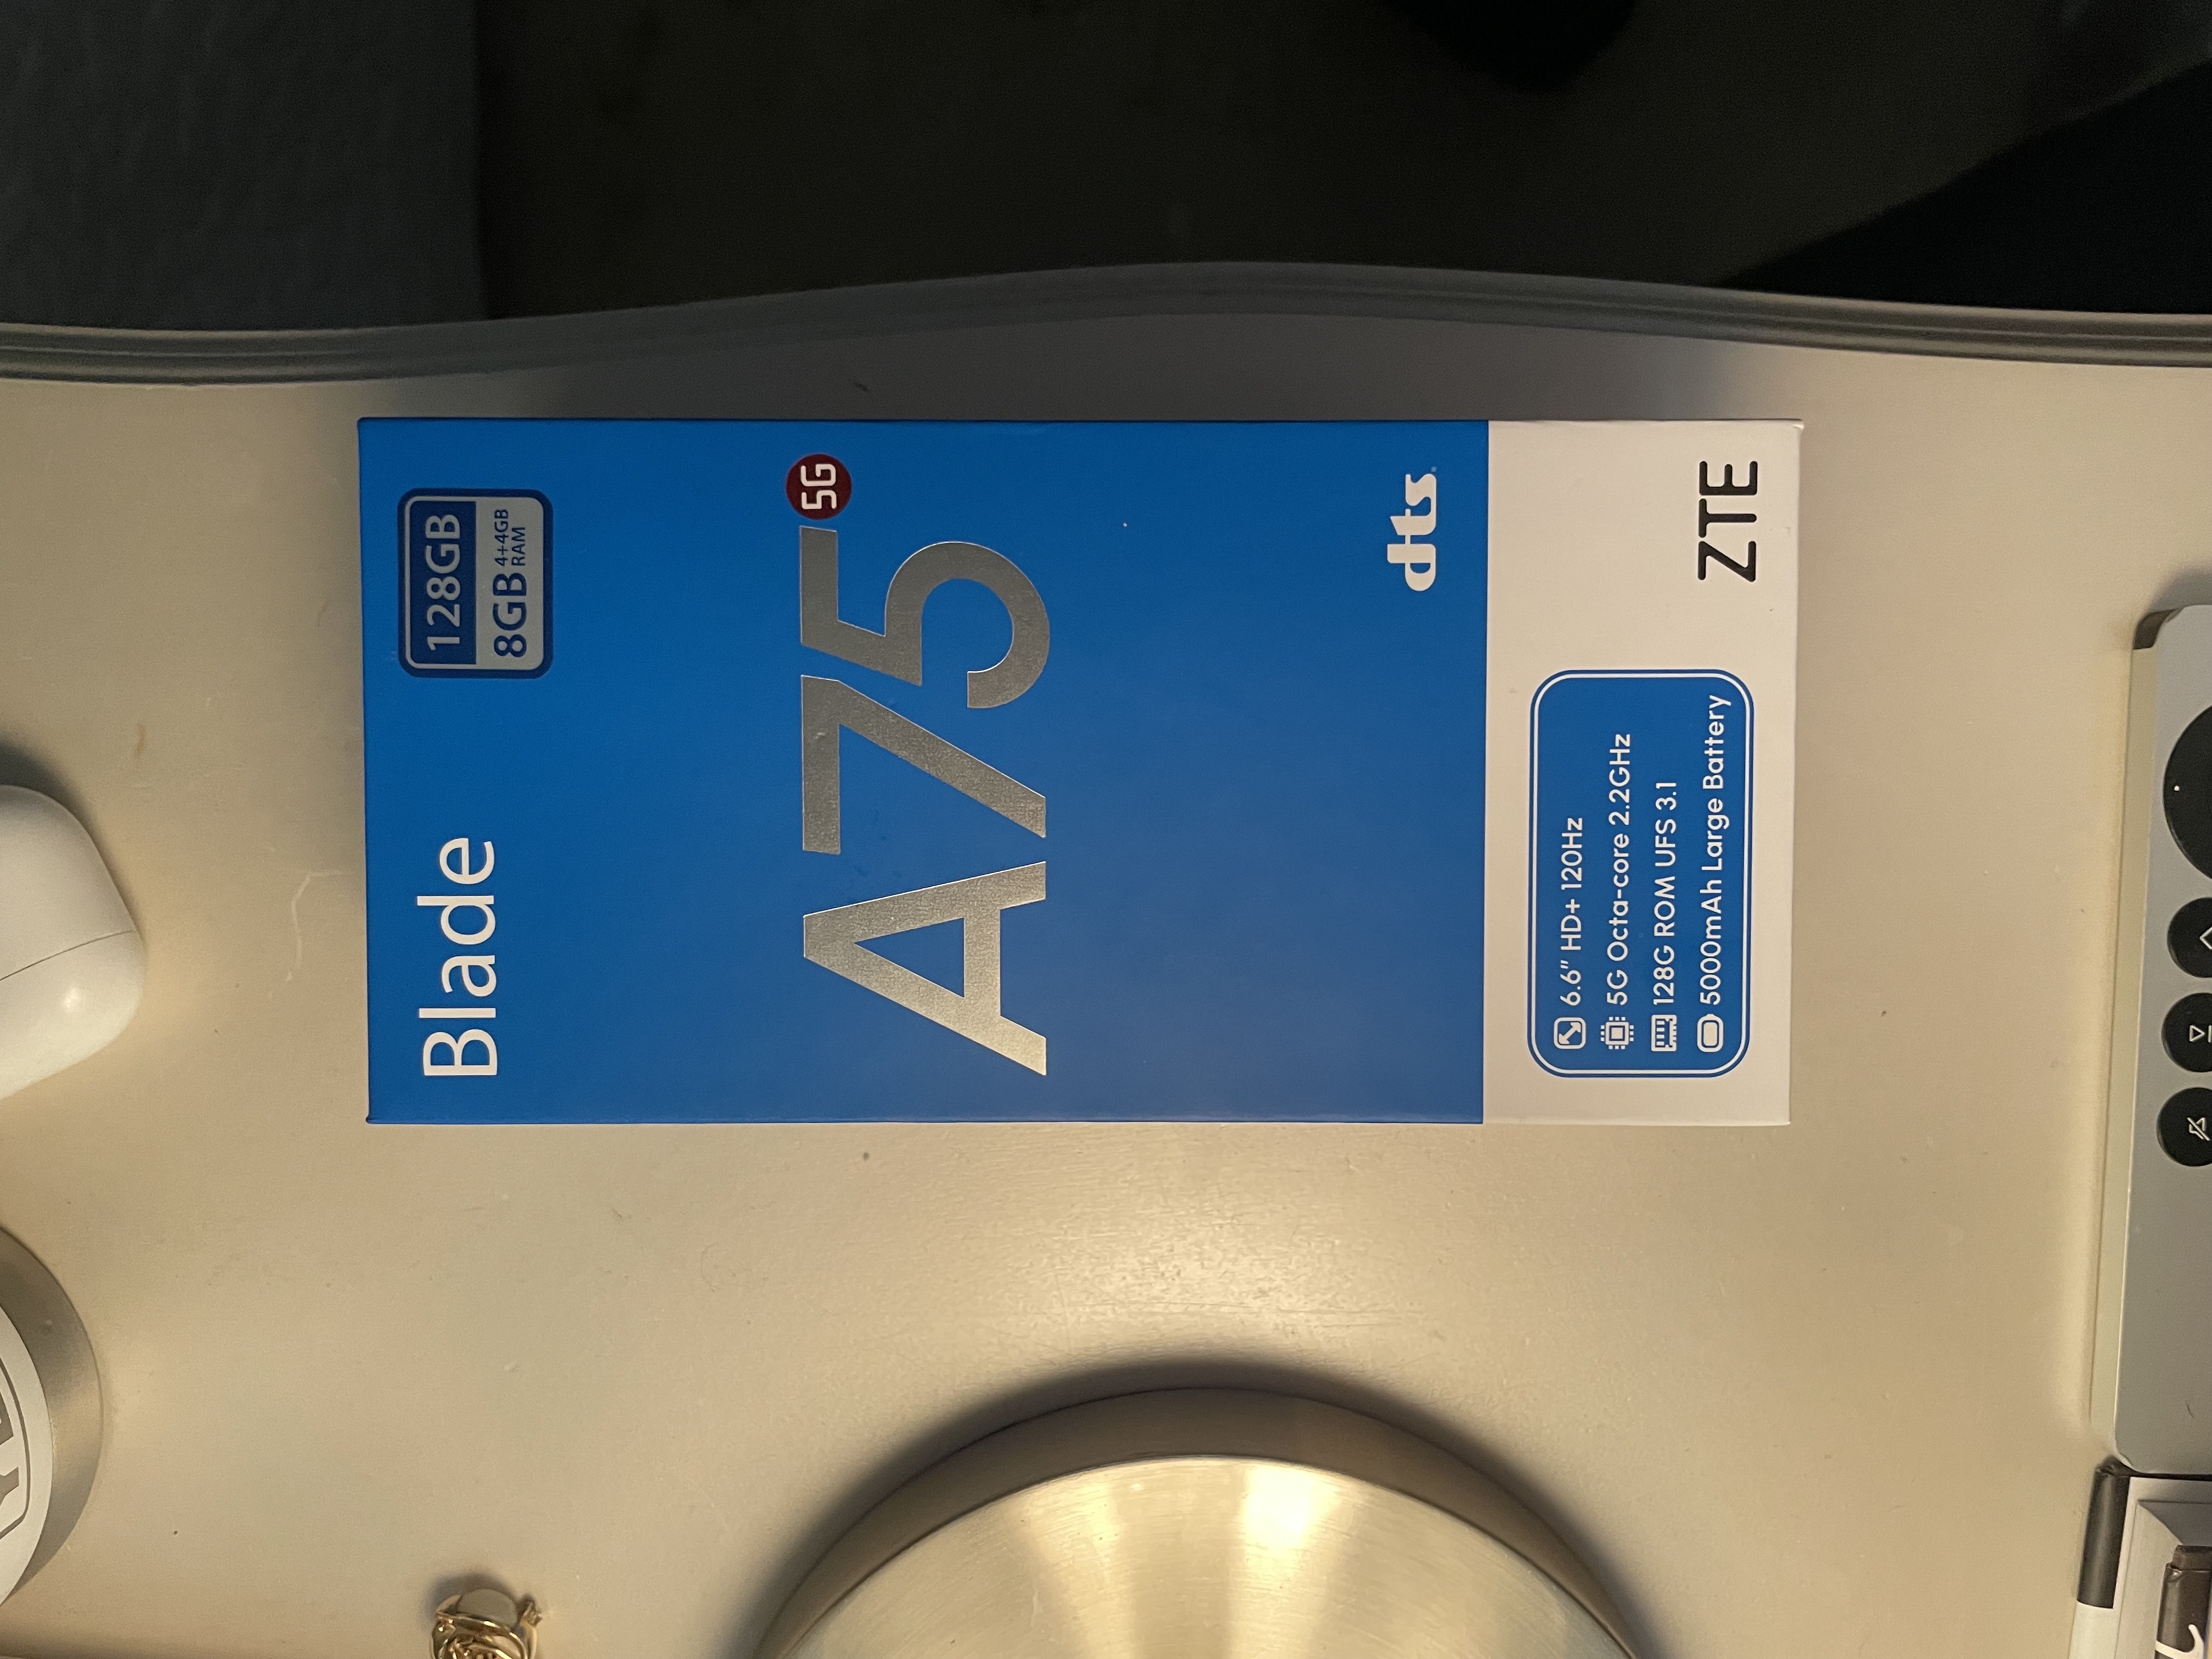 Blade
128GB
8GB 4+4GB RAM
A75 5G
dts
6.6" HD+ 120Hz
5G Octa-core 2.2GHz
128G ROM UFS 3.1
5000mAh Large Battery
ZTE